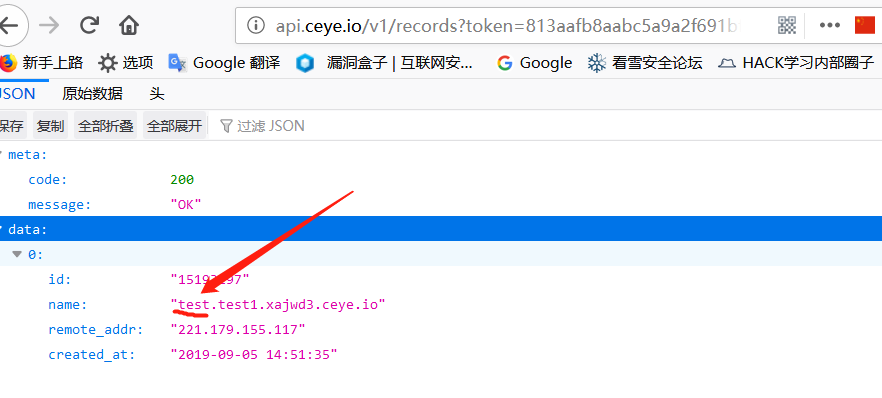 api.ceye.io/v1/records?token=813aafb8aabc5a9a2f691b
新手上路 选项 Google 翻译 漏洞盒子 | 互联网安... Google 看雪安全论坛 HACK学习内部圈子
JSON 原始数据 头
保存 复制 全部折叠 全部展开 过滤 JSON
meta:
code: 200
message: "OK"
data:
0:
id:
name: "test.test1.xajwd3.ceye.io"
remote_addr: "221.179.155.117"
created_at: "2019-09-05 14:51:35"